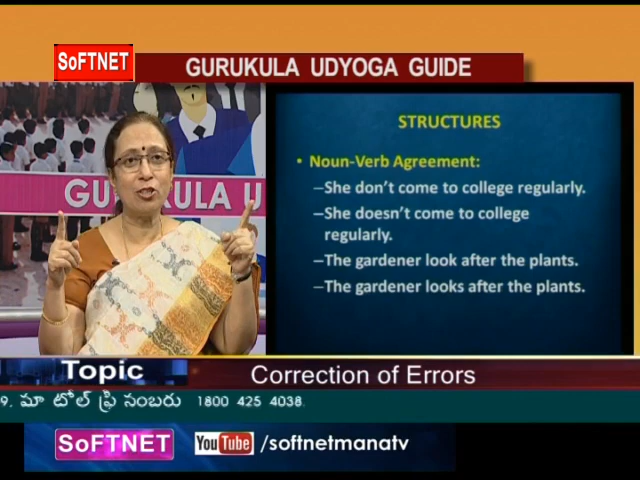 SoFTNET
GURUKULA UDYOGA GUIDE
GURUKULA U
STRUCTURES
• Noun-Verb Agreement:
–She don't come to college regularly.
–She doesn't come to college
regularly.
–The gardener look after the plants.
–The gardener looks after the plants.
Topic
Correction of Errors
9. మా టోల్ ఫ్రి నంబరు 1800 425 4038.
SoFTNET
YouTube /softnetmanatv